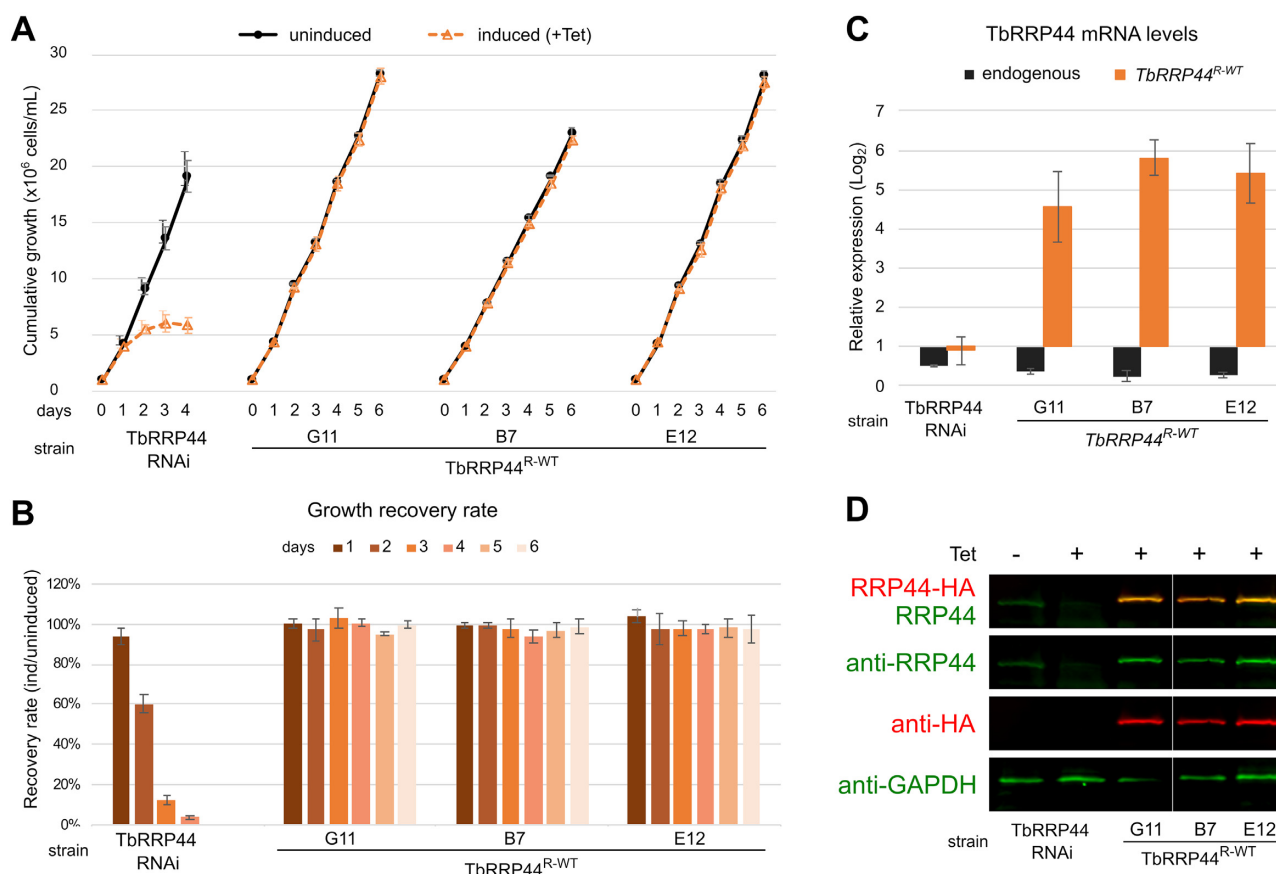 A
uninduced
induced (+Tet)
Cumulative growth (x10⁶ cells/mL)
30
25
20
15
10
5
0
days 0 1 2 3 4 0 1 2 3 4 5 6 0 1 2 3 4 5 6 0 1 2 3 4 5 6
strain TbRRP44 RNAi G11 B7 E12
TbRRP44ᴿ⁻ᵂᵀ
B
Growth recovery rate
days 1 2 3 4 5 6
Recovery rate (ind/uninduced)
120%
100%
80%
60%
40%
20%
0%
strain TbRRP44 RNAi G11 B7 E12
TbRRP44ᴿ⁻ᵂᵀ
C
TbRRP44 mRNA levels
endogenous TbRRP44ᴿ⁻ᵂᵀ
Relative expression (Log₂)
7
6
5
4
3
2
1
0
strain TbRRP44 RNAi G11 B7 E12
TbRRP44ᴿ⁻ᵂᵀ
D
Tet - + + + +
RRP44-HA
RRP44
anti-RRP44
anti-HA
anti-GAPDH
strain TbRRP44 RNAi G11 B7 E12
TbRRP44ᴿ⁻ᵂᵀ